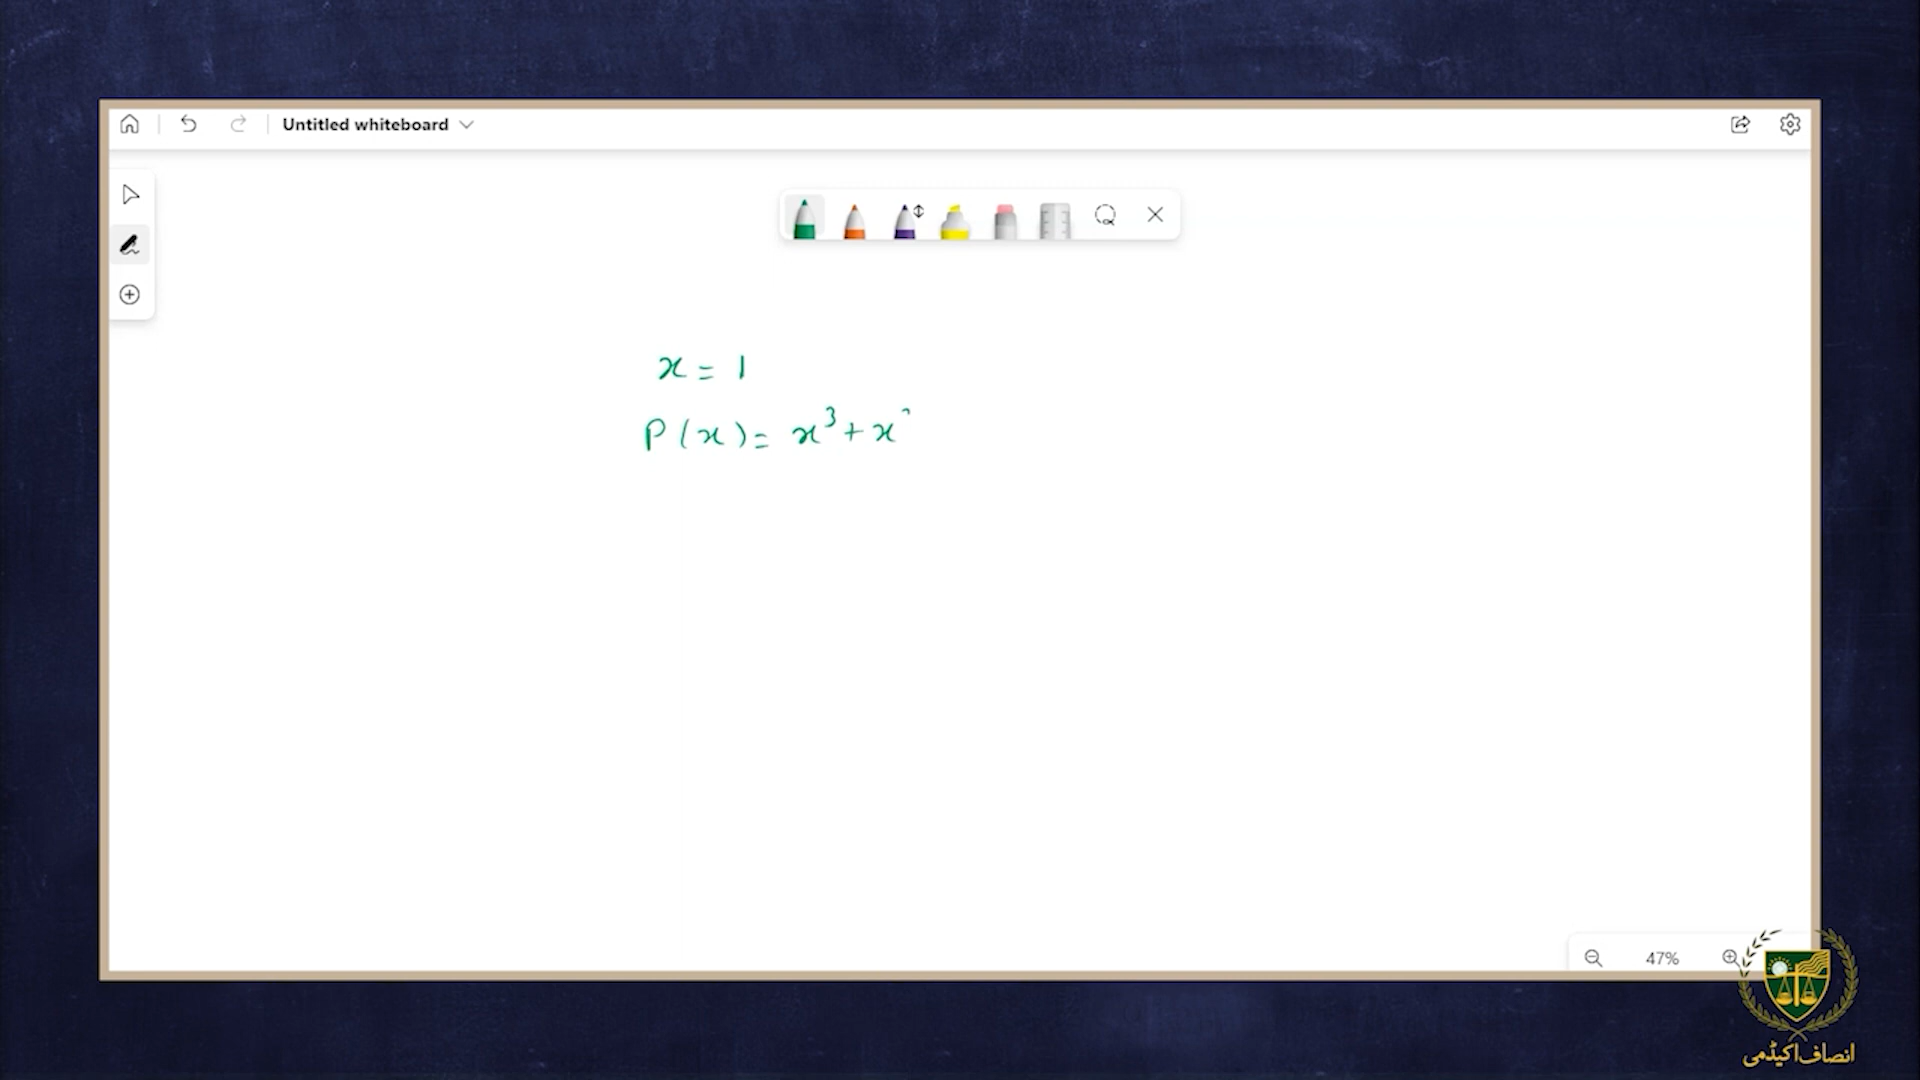 Untitled whiteboard
x = 1
P(x) = x³ + x
47%
انصاف اکیڈمی